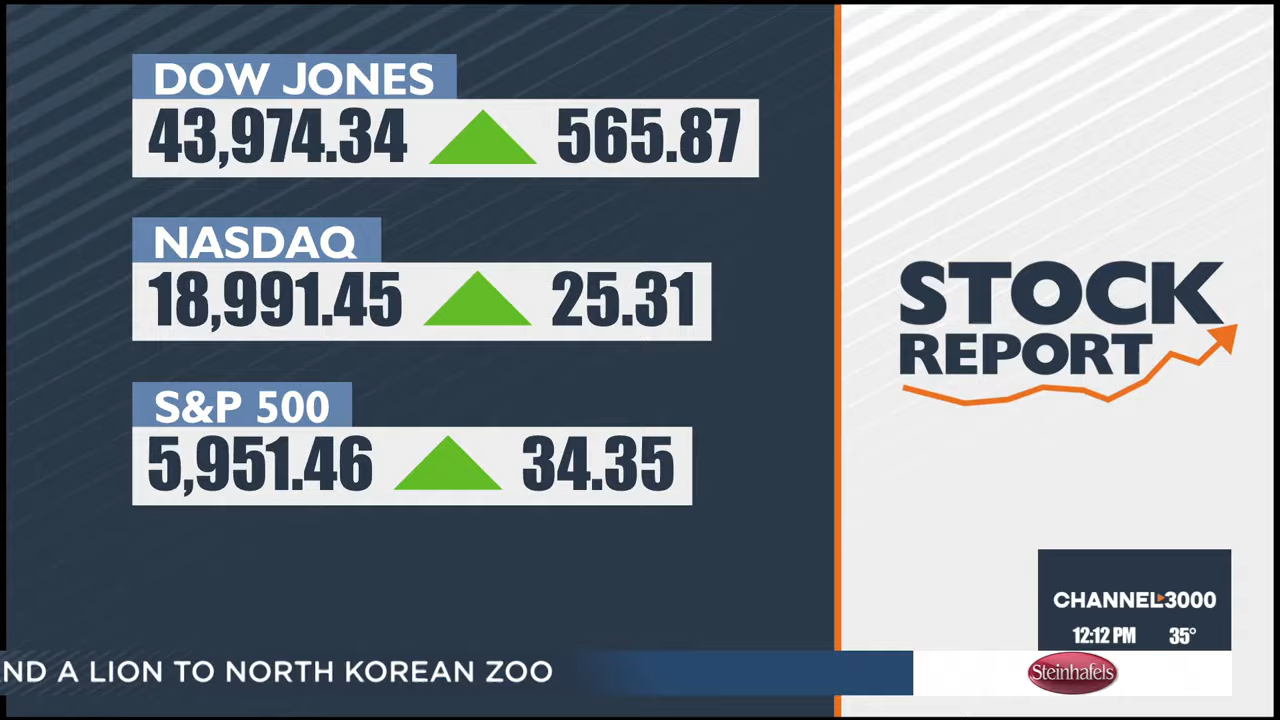 DOW JONES
43,974.34 565.87
NASDAQ
18,991.45 25.31
S&P 500
5,951.46 34.35
STOCK
REPORT
CHANNEL3000
12:12 PM 35°
ND A LION TO NORTH KOREAN ZOO
Steinhafels